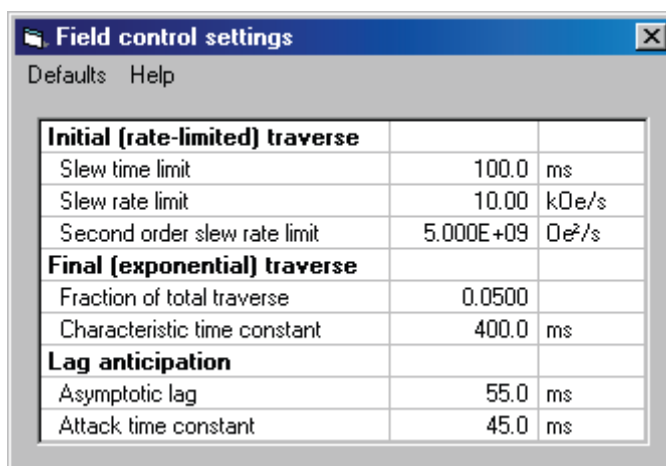 Field control settings
Defaults Help
Initial (rate-limited) traverse
Slew time limit 100.0 ms
Slew rate limit 10.00 kOe/s
Second order slew rate limit 5.000E+09 Oe²/s
Final (exponential) traverse
Fraction of total traverse 0.0500
Characteristic time constant 400.0 ms
Lag anticipation
Asymptotic lag 55.0 ms
Attack time constant 45.0 ms